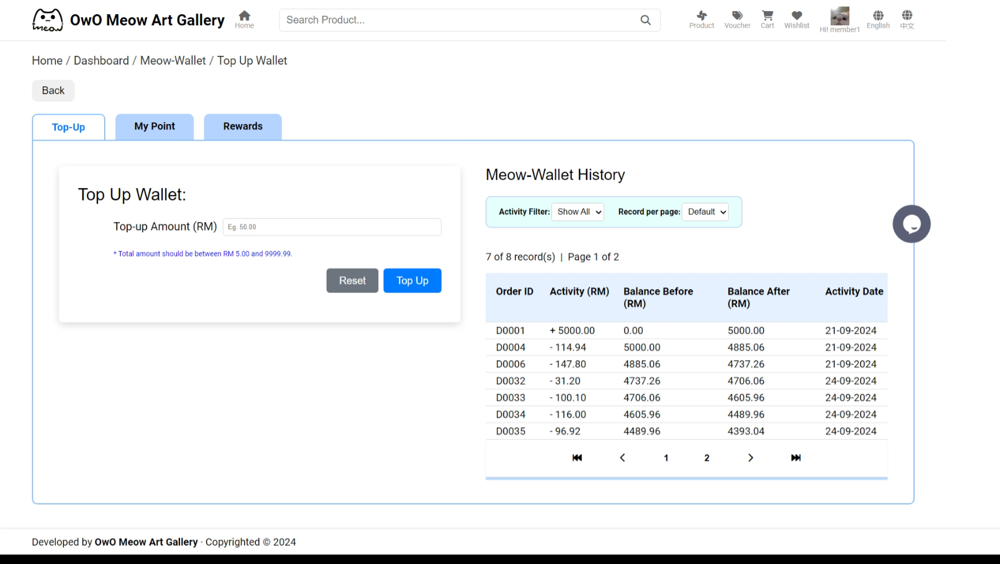 meow OwO Meow Art Gallery Home Search Product... Product Voucher Cart Wishlist Hi! member1 English 中文
Home / Dashboard / Meow-Wallet / Top Up Wallet
Back
Top-Up My Point Rewards
Top Up Wallet:
Top-up Amount (RM) Eg. 50.00
* Total amount should be between RM 5.00 and 9999.99.
Reset Top Up
Meow-Wallet History
Activity Filter: Show All Record per page: Default
7 of 8 record(s) | Page 1 of 2
Order ID Activity (RM) Balance Before (RM) Balance After (RM) Activity Date
D0001 + 5000.00 0.00 5000.00 21-09-2024
D0004 - 114.94 5000.00 4885.06 21-09-2024
D0006 - 147.80 4885.06 4737.26 21-09-2024
D0032 - 31.20 4737.26 4706.06 24-09-2024
D0033 - 100.10 4706.06 4605.96 24-09-2024
D0034 - 116.00 4605.96 4489.96 24-09-2024
D0035 - 96.92 4489.96 4393.04 24-09-2024
1 2
Developed by OwO Meow Art Gallery · Copyrighted © 2024